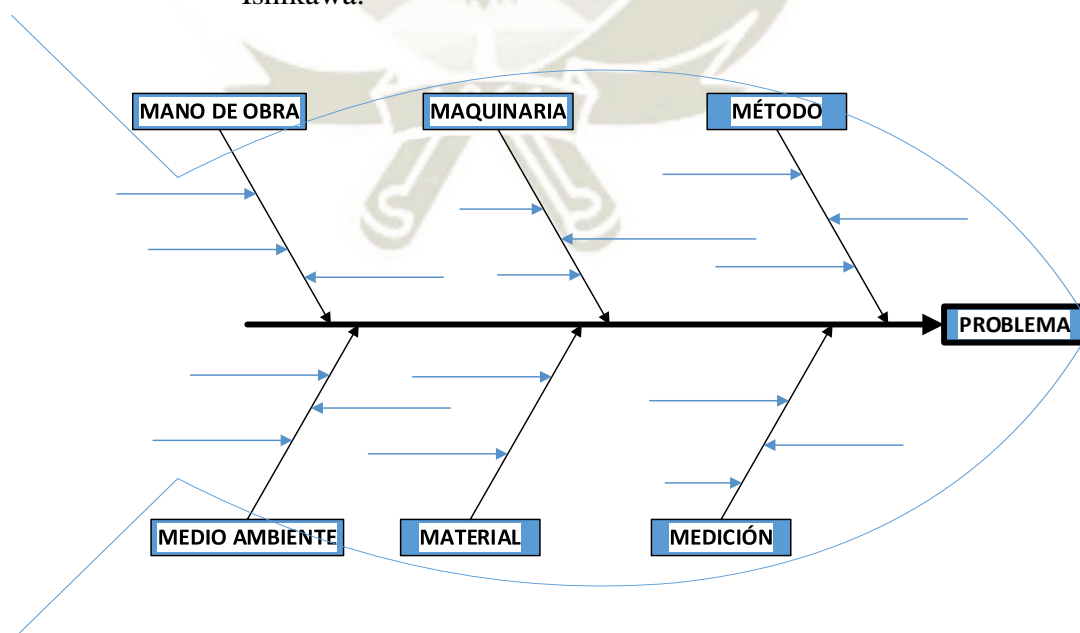 Ishikawa.
MANO DE OBRA
MAQUINARIA
MÉTODO
PROBLEMA
MEDIO AMBIENTE
MATERIAL
MEDICIÓN